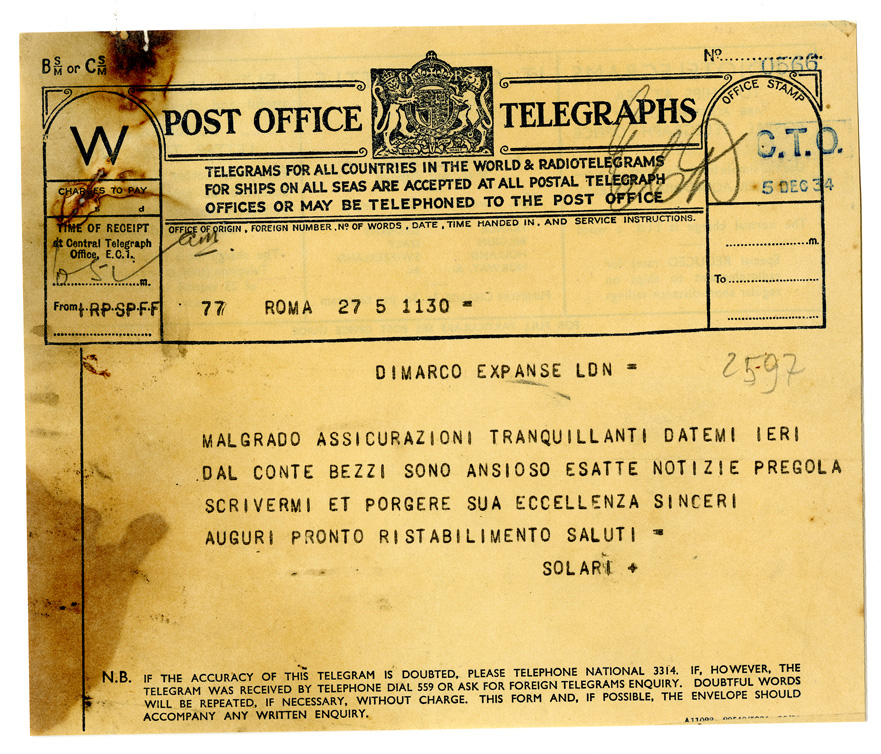 B S/M or C S/M
Nº 0566
W
POST OFFICE TELEGRAPHS
OFFICE STAMP
C.T.O.
5 DEC 34
TELEGRAMS FOR ALL COUNTRIES IN THE WORLD & RADIOTELEGRAMS
FOR SHIPS ON ALL SEAS ARE ACCEPTED AT ALL POSTAL TELEGRAPH
OFFICES OR MAY BE TELEPHONED TO THE POST OFFICE
CHARGES TO PAY
s d
TIME OF RECEIPT
at Central Telegraph
Office, E.C.1.
m.
OFFICE OF ORIGIN, FOREIGN NUMBER, Nº OF WORDS, DATE, TIME HANDED IN, AND SERVICE INSTRUCTIONS.
am
m.
To
From IRP SPFF
77 ROMA 27 5 1130 =
DIMARCO EXPANSE LDN =
2597
MALGRADO ASSICURAZIONI TRANQUILLANTI DATEMI IERI
DAL CONTE BEZZI SONO ANSIOSO ESATTE NOTIZIE PREGOLA
SCRIVERMI ET PORGERE SUA ECCELLENZA SINCERI
AUGURI PRONTO RISTABILIMENTO SALUTI =
SOLARI +
N.B. IF THE ACCURACY OF THIS TELEGRAM IS DOUBTED, PLEASE TELEPHONE NATIONAL 3314. IF, HOWEVER, THE
TELEGRAM WAS RECEIVED BY TELEPHONE DIAL 559 OR ASK FOR FOREIGN TELEGRAMS ENQUIRY. DOUBTFUL WORDS
WILL BE REPEATED, IF NECESSARY, WITHOUT CHARGE. THIS FORM AND, IF POSSIBLE, THE ENVELOPE SHOULD
ACCOMPANY ANY WRITTEN ENQUIRY.